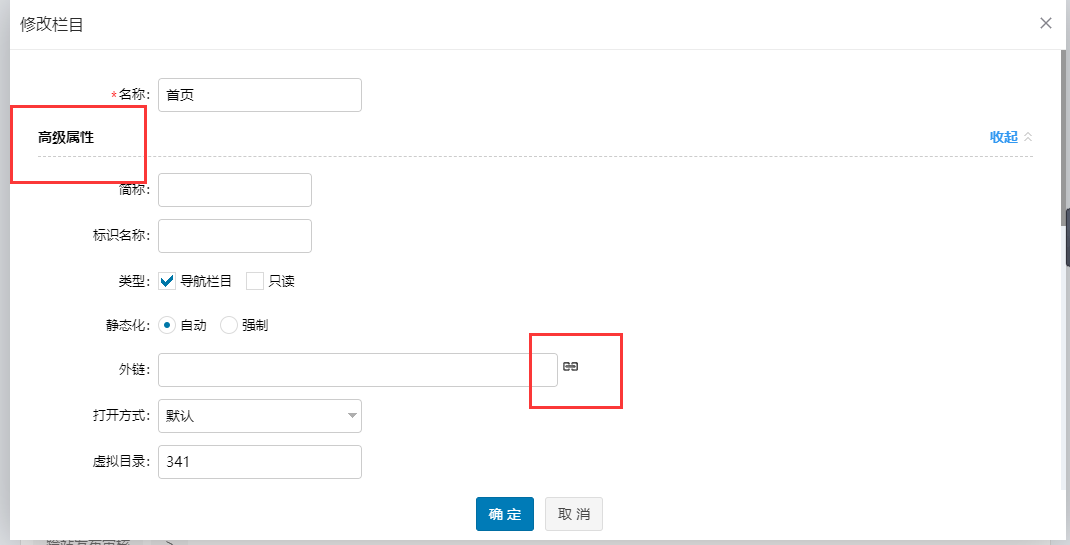 修改栏目
*名称: 首页
高级属性 收起
简称:
标识名称:
类型: 导航栏目 只读
静态化: 自动 强制
外链:
打开方式: 默认
虚拟目录: 341
确 定 取 消